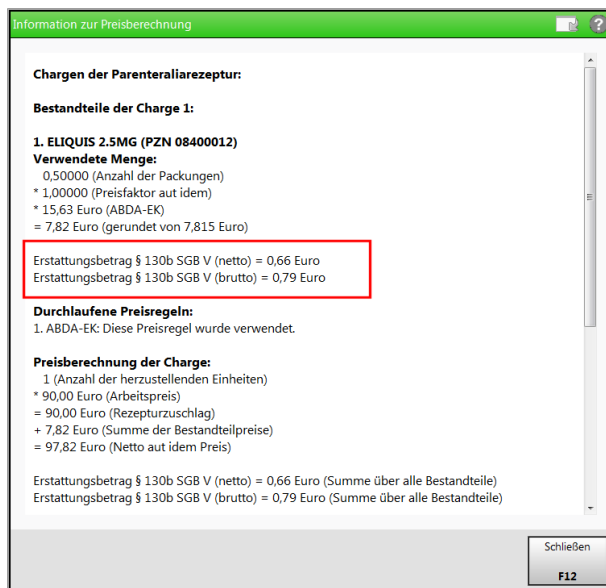 Information zur Preisberechnung
Chargen der Parenteraliarezeptur:
Bestandteile der Charge 1:
1. ELIQUIS 2.5MG (PZN 08400012)
Verwendete Menge:
0,50000 (Anzahl der Packungen)
* 1,00000 (Preisfaktor aut idem)
* 15,63 Euro (ABDA-EK)
= 7,82 Euro (gerundet von 7,815 Euro)
Erstattungsbetrag § 130b SGB V (netto) = 0,66 Euro
Erstattungsbetrag § 130b SGB V (brutto) = 0,79 Euro
Durchlaufene Preisregeln:
1. ABDA-EK: Diese Preisregel wurde verwendet.
Preisberechnung der Charge:
1 (Anzahl der herzustellenden Einheiten)
* 90,00 Euro (Arbeitspreis)
= 90,00 Euro (Rezepturzuschlag)
+ 7,82 Euro (Summe der Bestandteilpreise)
= 97,82 Euro (Netto aut idem Preis)
Erstattungsbetrag § 130b SGB V (netto) = 0,66 Euro (Summe über alle Bestandteile)
Erstattungsbetrag § 130b SGB V (brutto) = 0,79 Euro (Summe über alle Bestandteile)
Schließen
F12